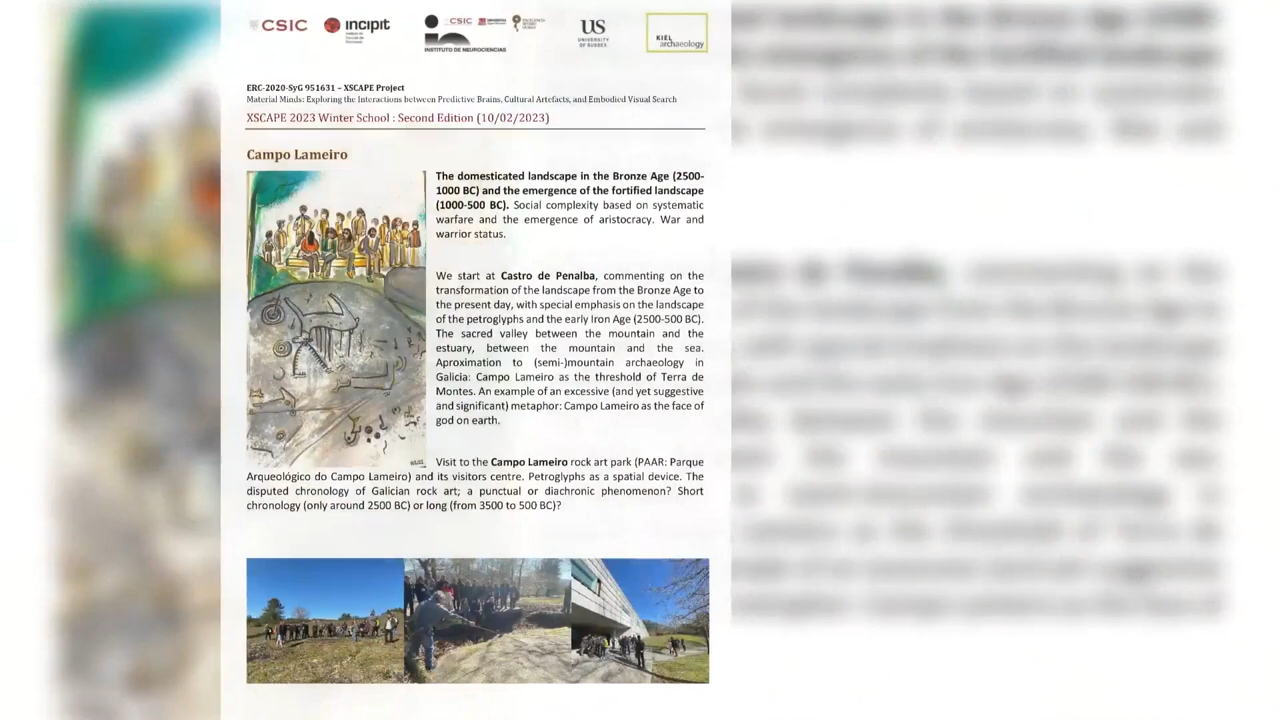 CSIC
incipit
CSIC
INSTITUTO DE NEUROCIENCIAS
US
UNIVERSITY
OF SUSSEX
KIEL
archaeology
ERC-2020-SyG 951631 – XSCAPE Project
Material Minds: Exploring the Interactions between Predictive Brains, Cultural Artefacts, and Embodied Visual Search
XSCAPE 2023 Winter School : Second Edition (10/02/2023)
Campo Lameiro
The domesticated landscape in the Bronze Age (2500-
1000 BC) and the emergence of the fortified landscape
(1000-500 BC). Social complexity based on systematic
warfare and the emergence of aristocracy. War and
warrior status.
We start at Castro de Penalba, commenting on the
transformation of the landscape from the Bronze Age to
the present day, with special emphasis on the landscape
of the petroglyphs and the early Iron Age (2500-500 BC).
The sacred valley between the mountain and the
estuary, between the mountain and the sea.
Aproximation to (semi-)mountain archaeology in
Galicia: Campo Lameiro as the threshold of Terra de
Montes. An example of an excessive (and yet suggestive
and significant) metaphor: Campo Lameiro as the face of
god on earth.
Visit to the Campo Lameiro rock art park (PAAR: Parque
Arqueológico do Campo Lameiro) and its visitors centre. Petroglyphs as a spatial device. The
disputed chronology of Galician rock art; a punctual or diachronic phenomenon? Short
chronology (only around 2500 BC) or long (from 3500 to 500 BC)?